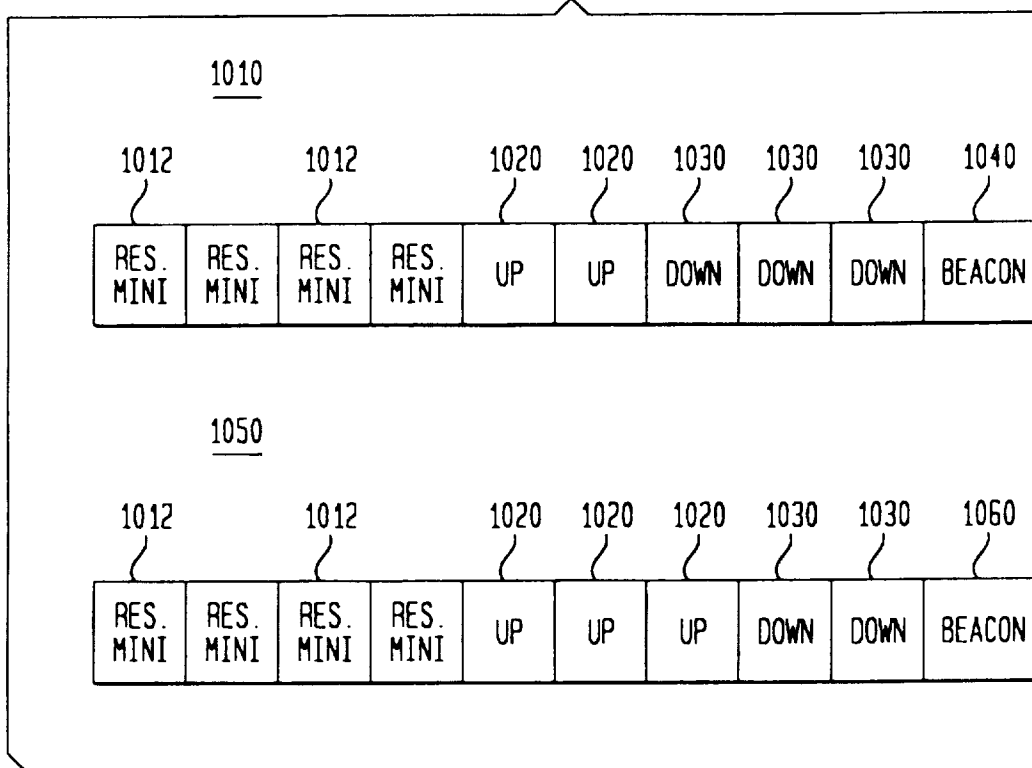 1010
1012 1012 1020 1020 1030 1030 1030 1040
RES. MINI RES. MINI RES. MINI RES. MINI UP UP DOWN DOWN DOWN BEACON
1050
1012 1012 1020 1020 1020 1030 1030 1060
RES. MINI RES. MINI RES. MINI RES. MINI UP UP UP DOWN DOWN BEACON